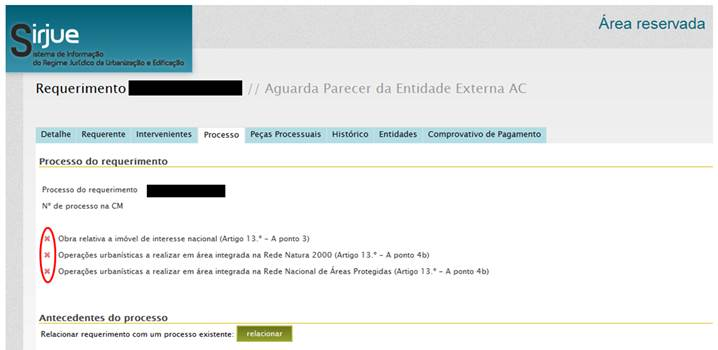 Sirjue
Sistema de Informação
do Regime Jurídico da Urbanização e Edificação
Área reservada
Requerimento // Aguarda Parecer da Entidade Externa AC
Detalhe Requerente Intervenientes Processo Peças Processuais Histórico Entidades Comprovativo de Pagamento
Processo do requerimento
Processo do requerimento
Nº de processo na CM
Obra relativa a imóvel de interesse nacional (Artigo 13.º - A ponto 3)
Operações urbanísticas a realizar em área integrada na Rede Natura 2000 (Artigo 13.º - A ponto 4b)
Operações urbanísticas a realizar em área integrada na Rede Nacional de Áreas Protegidas (Artigo 13.º - A ponto 4b)
Antecedentes do processo
Relacionar requerimento com um processo existente: relacionar